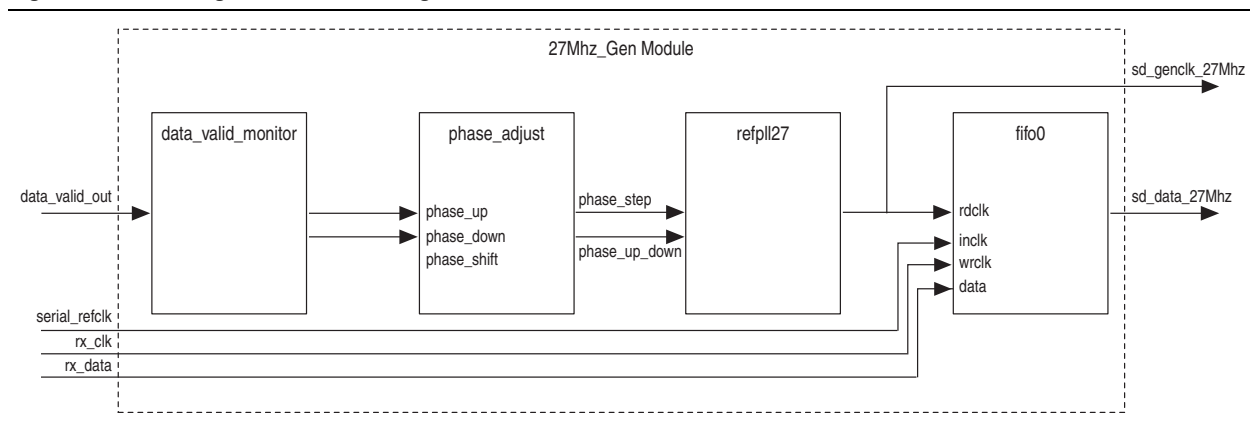 27Mhz_Gen Module
sd_genclk_27Mhz
data_valid_monitor
phase_adjust
refpll27
fifo0
data_valid_out
phase_up
phase_down
phase_shift
phase_step
phase_up_down
rdclk
inclk
wrclk
data
sd_data_27Mhz
serial_refclk
rx_clk
rx_data